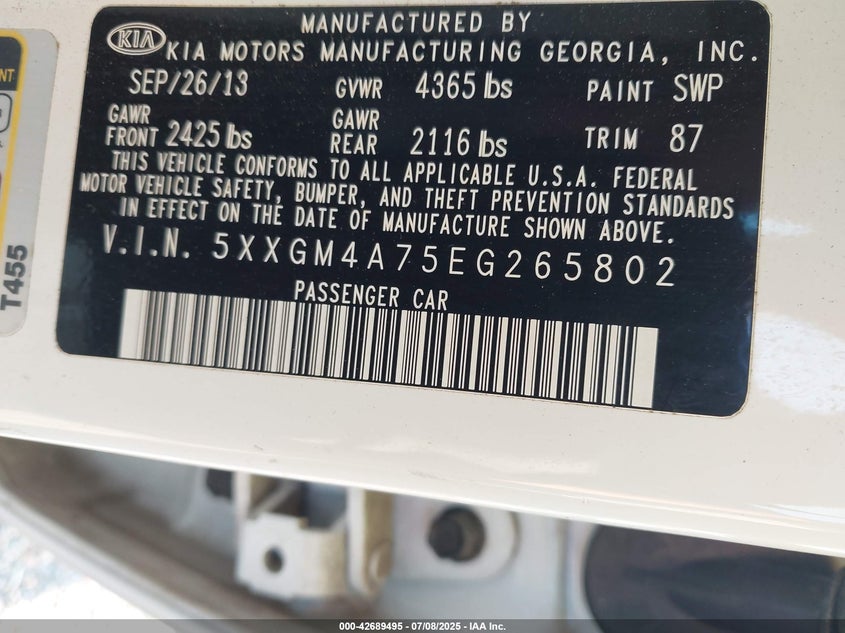 MANUFACTURED BY
KIA KIA MOTORS MANUFACTURING GEORGIA, INC.
SEP/26/13 GVWR 4365 lbs PAINT SWP
GAWR FRONT 2425 lbs GAWR REAR 2116 lbs TRIM 87
THIS VEHICLE CONFORMS TO ALL APPLICABLE U.S.A. FEDERAL
MOTOR VEHICLE SAFETY, BUMPER, AND THEFT PREVENTION STANDARDS
IN EFFECT ON THE DATE OF MANUFACTURE SHOWN ABOVE.
V.I.N. 5XXGM4A75EG265802
PASSENGER CAR
T455
000-42689495 - 07/08/2025 - IAA Inc.